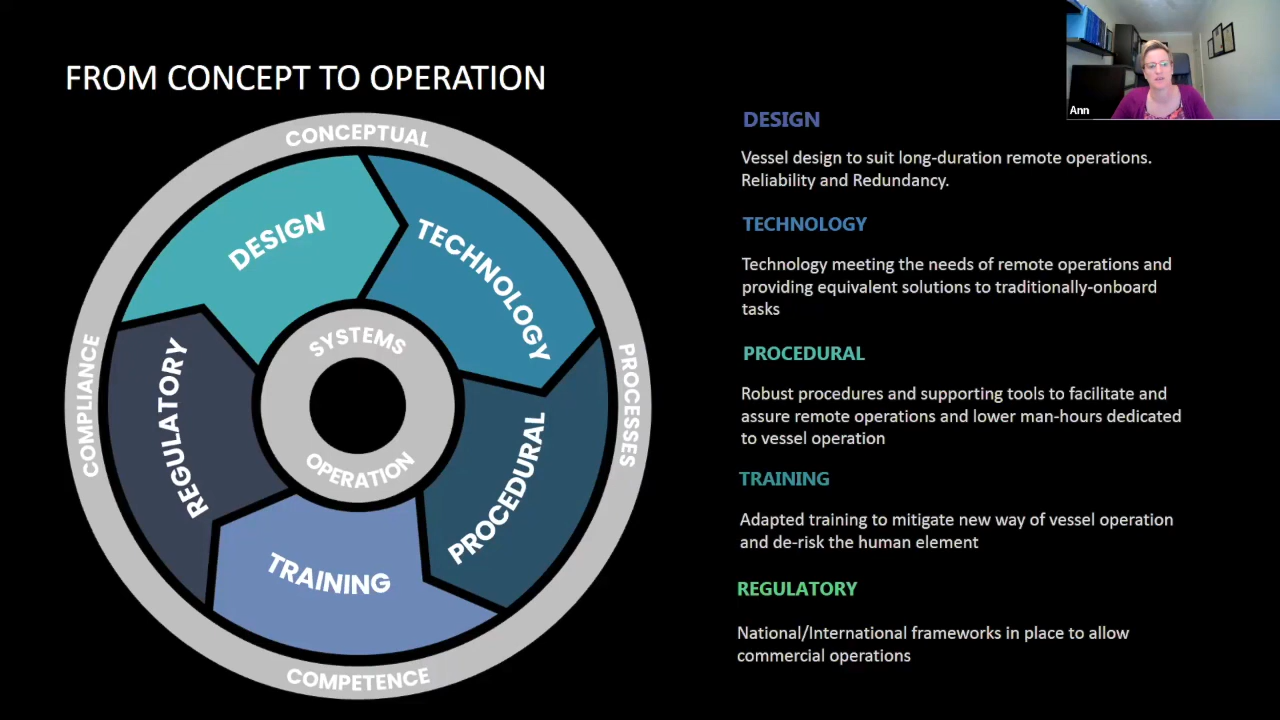 FROM CONCEPT TO OPERATION
Ann
CONCEPTUAL
PROCESSES
COMPETENCE
COMPLIANCE
DESIGN
TECHNOLOGY
PROCEDURAL
TRAINING
REGULATORY
SYSTEMS
OPERATION
DESIGN
Vessel design to suit long-duration remote operations.
Reliability and Redundancy.
TECHNOLOGY
Technology meeting the needs of remote operations and
providing equivalent solutions to traditionally-onboard
tasks
PROCEDURAL
Robust procedures and supporting tools to facilitate and
assure remote operations and lower man-hours dedicated
to vessel operation
TRAINING
Adapted training to mitigate new way of vessel operation
and de-risk the human element
REGULATORY
National/International frameworks in place to allow
commercial operations